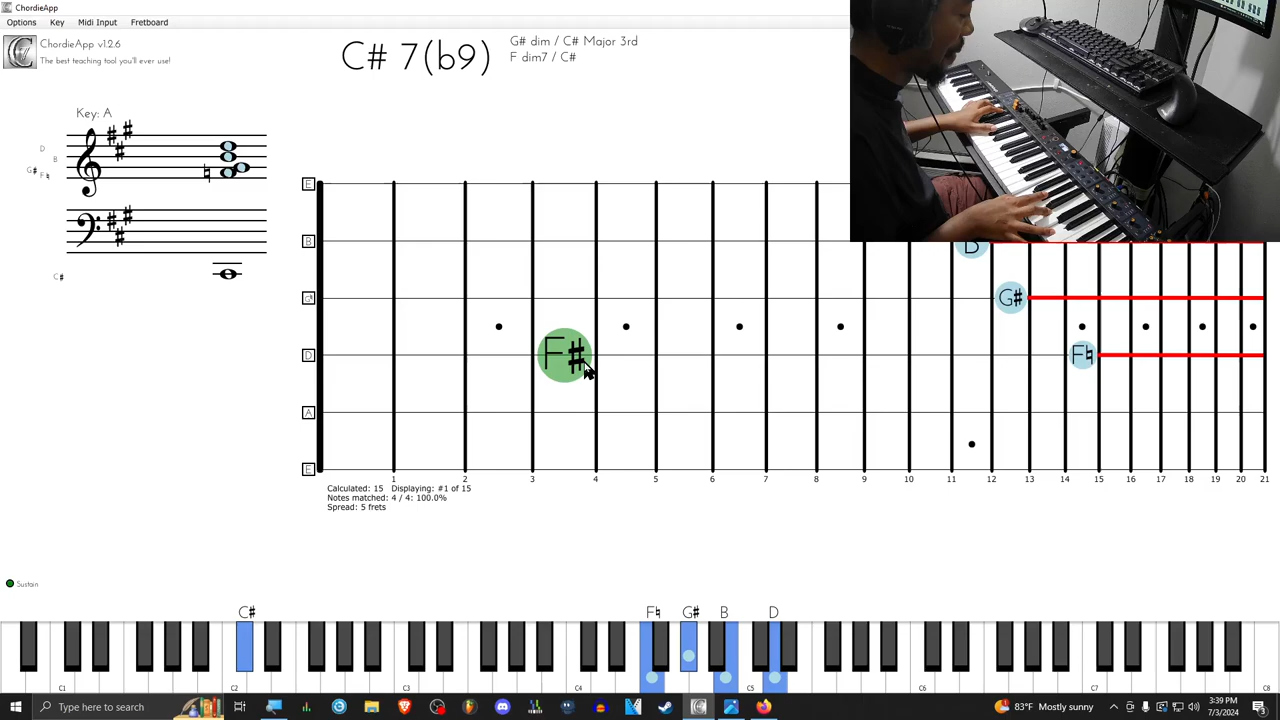 ChordieApp
Options Key Midi Input Fretboard
ChordieApp v1.2.6
The best teaching tool you'll ever use!
C# 7(b9)
G# dim / C# Major 3rd
F dim7 / C#
Key: A
D
B
G#
F♮
C#
E
B
G#
D
A
E
B
G#
F#
F♮
1 2 3 4 5 6 7 8 9 10 11 12 13 14 15 16 17 18 19 20 21
Calculated: 15 Displaying: #1 of 15
Notes matched: 4 / 4: 100.0%
Spread: 5 frets
Sustain
C# F♮ G# B D
C1 C2 C3 C4 C5 C6 C7 C8
Type here to search
83°F Mostly sunny
3:39 PM
7/3/2024